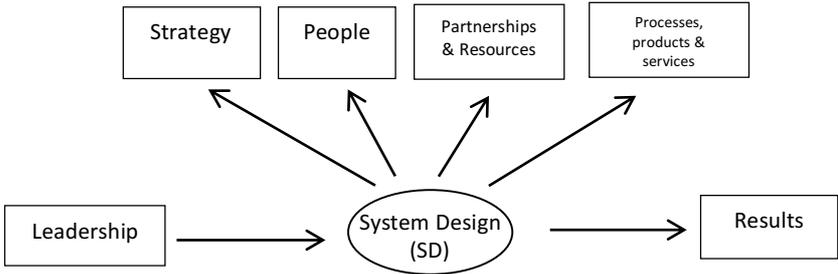 Strategy
People
Partnerships
& Resources
Processes,
products &
services
Leadership
System Design
(SD)
Results